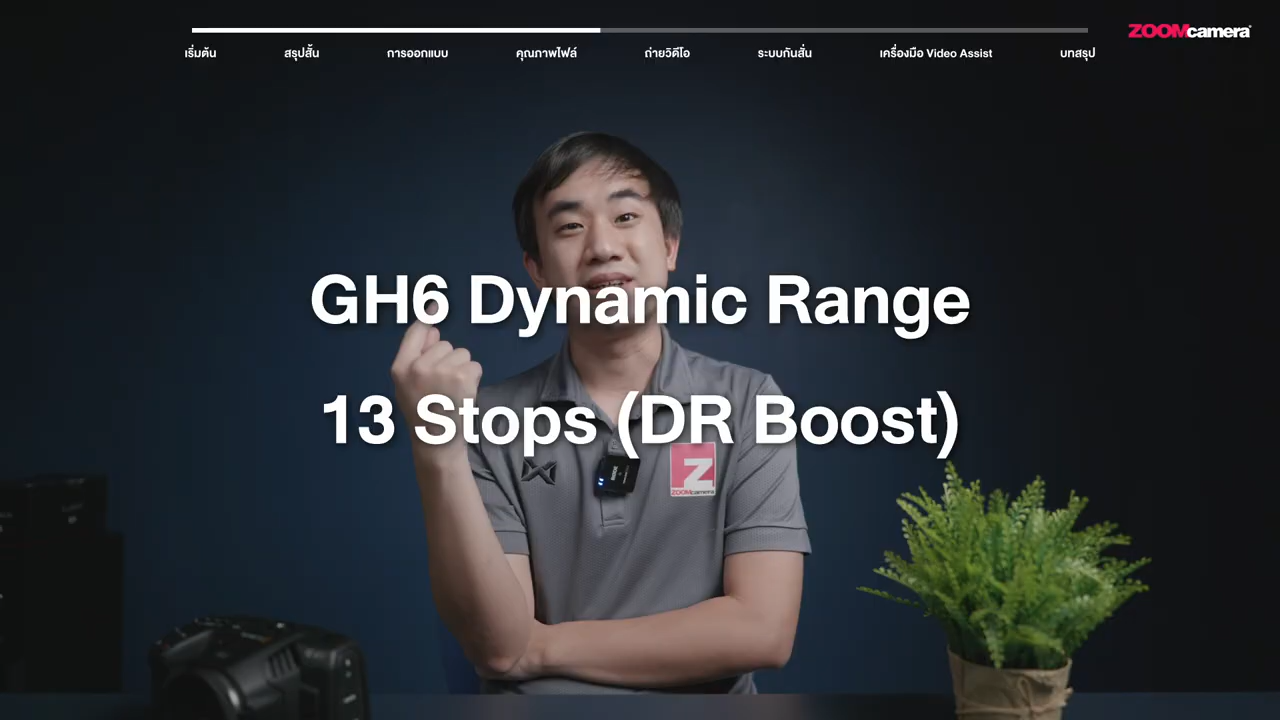 ZOOMcamera
เริ่มต้น สรุปสั้น การออกแบบ คุณภาพไฟล์ ถ่ายวิดีโอ ระบบกันสั่น เครื่องมือ Video Assist บทสรุป
GH6 Dynamic Range
13 Stops (DR Boost)
Z
ZOOMcamera